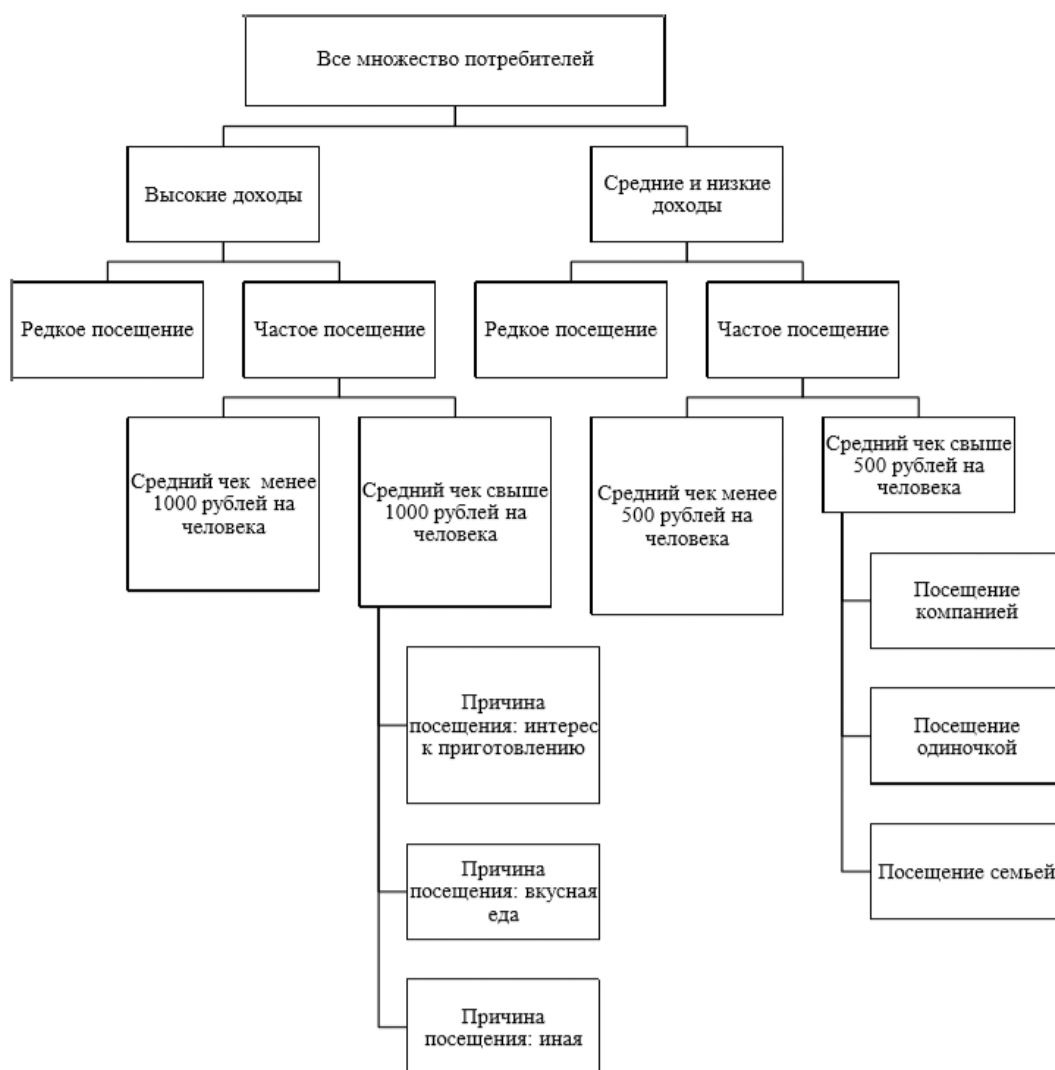 Все множество потребителей
Высокие доходы
Средние и низкие
доходы
Редкое посещение
Частое посещение
Редкое посещение
Частое посещение
Средний чек  менее
1000 рублей на
человека
Средний чек свыше
1000 рублей на
человека
Средний чек менее
500 рублей на
человека
Средний чек свыше
500 рублей на
человека
Причина
посещения: интерес
к приготовлению
Причина
посещения: вкусная
еда
Причина
посещения: иная
Посещение
компанией
Посещение
одиночкой
Посещение семьей